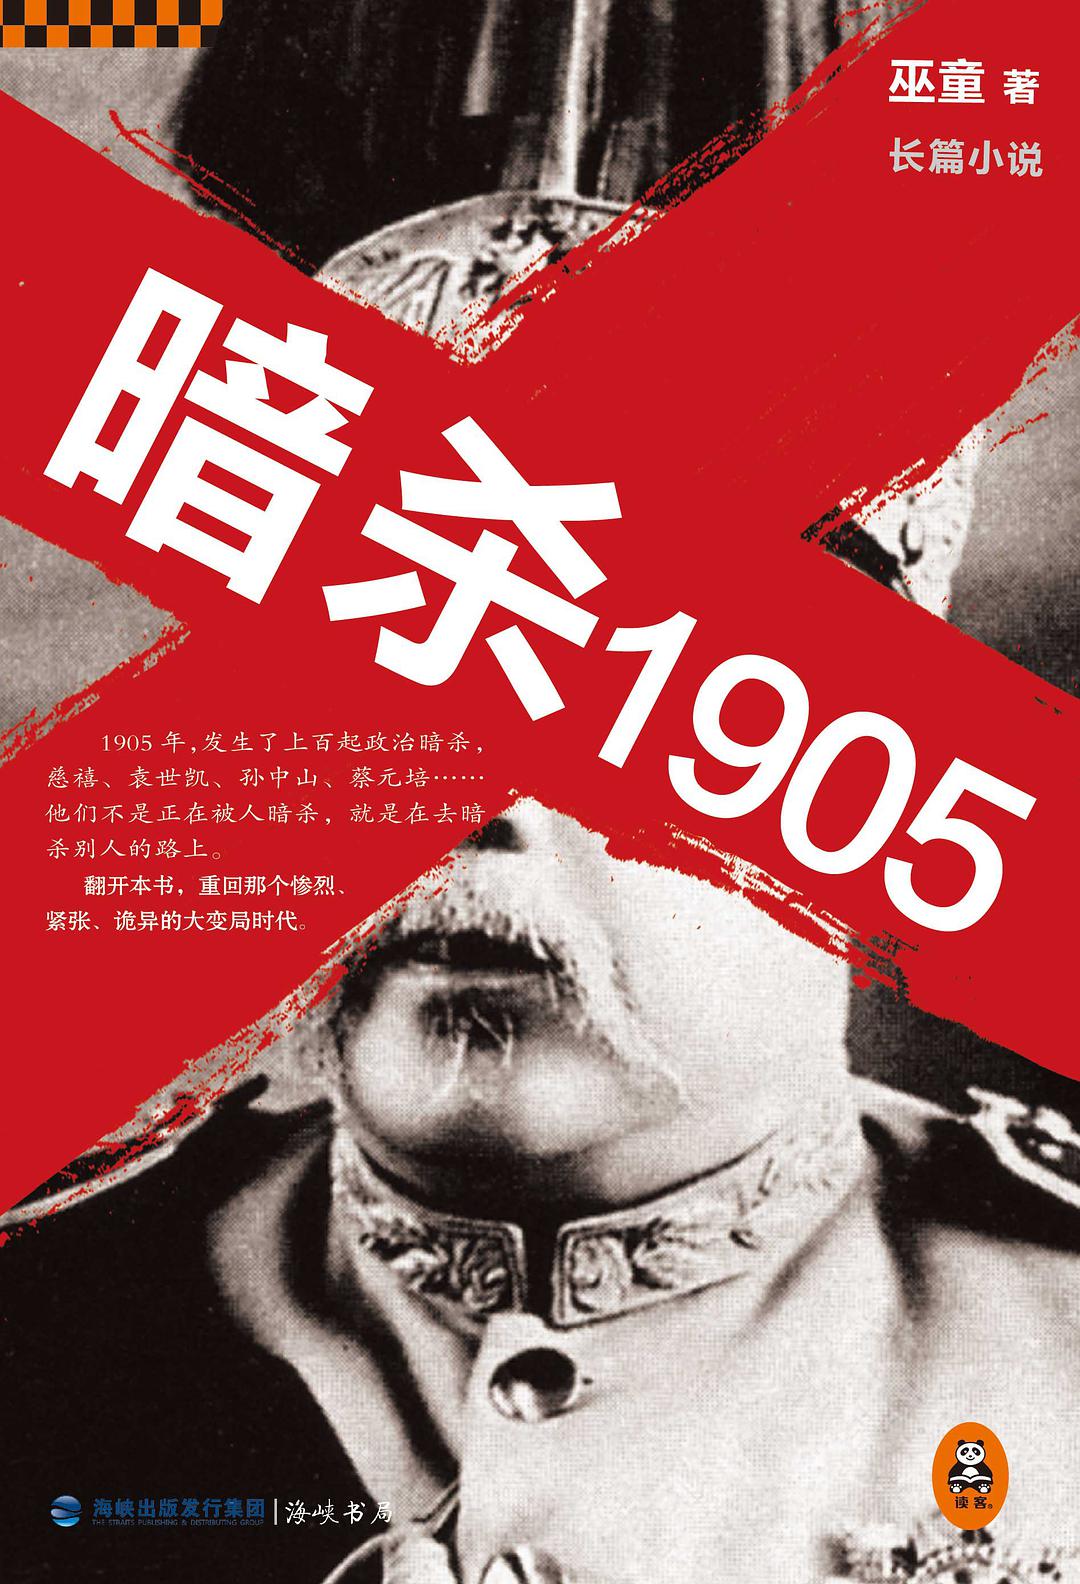 巫童 著
长篇小说
暗杀1905
1905年,发生了上百起政治暗杀,
慈禧、袁世凯、孙中山、蔡元培……
他们不是正在被人暗杀，就是在去暗
杀别人的路上。
翻开本书，重回那个惨烈、
紧张、诡异的大变局时代。
读客®
海峡出版发行集团 | 海峡书局
THE STRAITS PUBLISHING & DISTRIBUTING GROUP